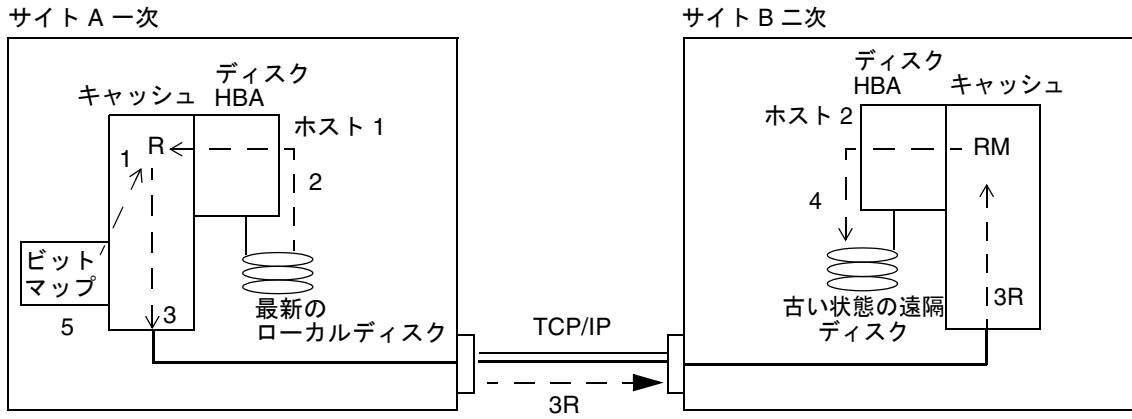 サイト A 一次
ディスク
HBA
キャッシュ
ホスト 1
R
1
2
ビット
マップ
3
5
最新の
ローカルディスク
TCP/IP
3R
サイト B 二次
ディスク
HBA
キャッシュ
ホスト 2
RM
4
古い状態の遠隔
ディスク
3R